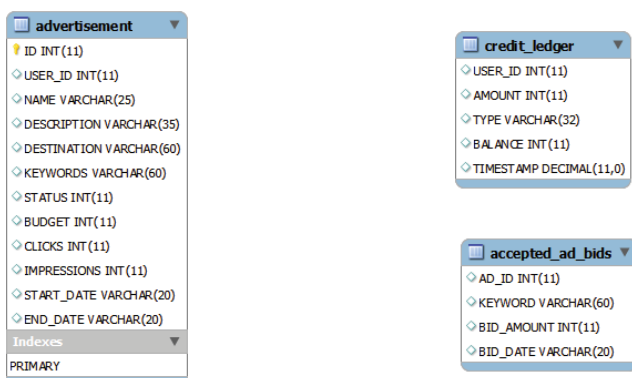 advertisement
ID INT(11)
USER_ID INT(11)
NAME VARCHAR(25)
DESCRIPTION VARCHAR(35)
DESTINATION VARCHAR(60)
KEYWORDS VARCHAR(60)
STATUS INT(11)
BUDGET INT(11)
CLICKS INT(11)
IMPRESSIONS INT(11)
START_DATE VARCHAR(20)
END_DATE VARCHAR(20)
Indexes
PRIMARY
credit_ledger
USER_ID INT(11)
AMOUNT INT(11)
TYPE VARCHAR(32)
BALANCE INT(11)
TIMESTAMP DECIMAL(11,0)
accepted_ad_bids
AD_ID INT(11)
KEYWORD VARCHAR(60)
BID_AMOUNT INT(11)
BID_DATE VARCHAR(20)